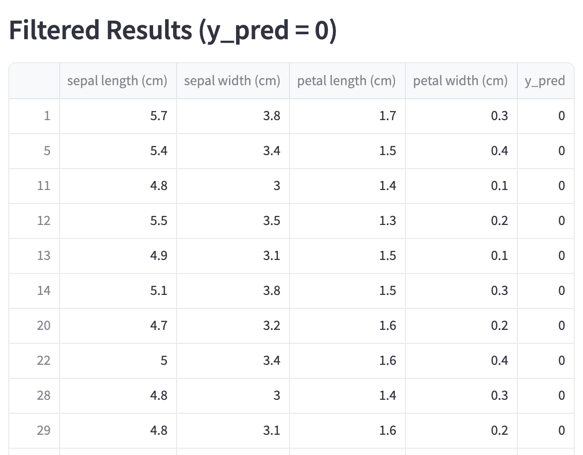 Filtered Results (y_pred = 0)
sepal length (cm) sepal width (cm) petal length (cm) petal width (cm) y_pred
1 5.7 3.8 1.7 0.3 0
5 5.4 3.4 1.5 0.4 0
11 4.8 3 1.4 0.1 0
12 5.5 3.5 1.3 0.2 0
13 4.9 3.1 1.5 0.1 0
14 5.1 3.8 1.5 0.3 0
20 4.7 3.2 1.6 0.2 0
22 5 3.4 1.6 0.4 0
28 4.8 3 1.4 0.3 0
29 4.8 3.1 1.6 0.2 0